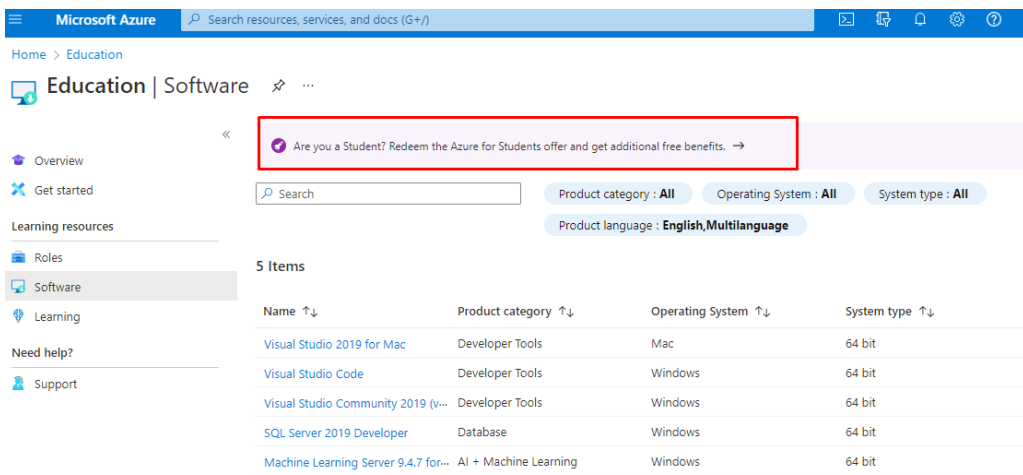 Microsoft Azure
Search resources, services, and docs (G+/)
Home > Education
Education | Software
...
«
Are you a Student? Redeem the Azure for Students offer and get additional free benefits. →
Overview
Get started
Learning resources
Roles
Software
Learning
Need help?
Support
Search
Product category : All
Operating System : All
System type : All
Product language : English,Multilanguage
5 Items
Name ↑↓ Product category ↑↓ Operating System ↑↓ System type ↑↓
Visual Studio 2019 for Mac Developer Tools Mac 64 bit
Visual Studio Code Developer Tools Windows 64 bit
Visual Studio Community 2019 (v... Developer Tools Windows 64 bit
SQL Server 2019 Developer Database Windows 64 bit
Machine Learning Server 9.4.7 for... AI + Machine Learning Windows 64 bit